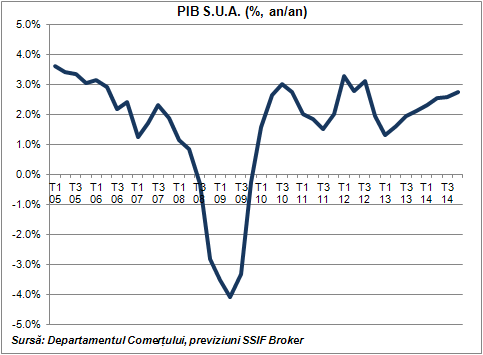 PIB S.U.A. (%, an/an)
5.0%
4.0%
3.0%
2.0%
1.0%
0.0%
-1.0%
-2.0%
-3.0%
-4.0%
-5.0%
T1 T3 T1 T3 T1 T3 T1 T3 T1 T3 T1 T3 T1 T3 T1 T3 T1 T3 T1 T3
05 05 06 06 07 07 08 08 09 09 10 10 11 11 12 12 13 13 14 14
Sursă: Departamentul Comerțului, previziuni SSIF Broker